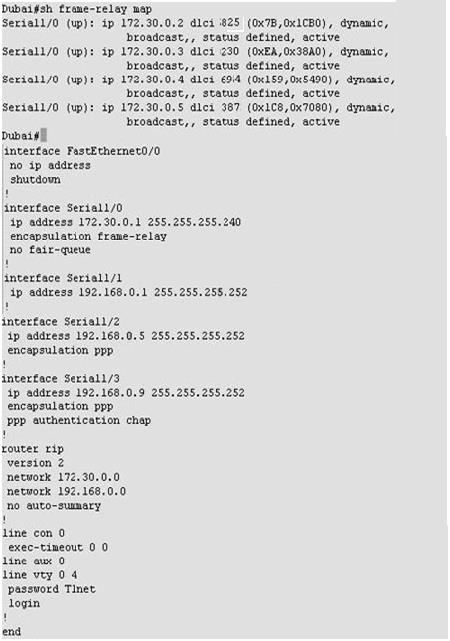 Dubai#sh frame-relay map
Serial1/0 (up): ip 172.30.0.2 dlci 825 (0x7B,0x1CB0), dynamic,
broadcast,, status defined, active
Serial1/0 (up): ip 172.30.0.3 dlci 230 (0xEA,0x38A0), dynamic,
broadcast,, status defined, active
Serial1/0 (up): ip 172.30.0.4 dlci 694 (0x159,0x5490), dynamic,
broadcast,, status defined, active
Serial1/0 (up): ip 172.30.0.5 dlci 387 (0x1C8,0x7080), dynamic,
broadcast,, status defined, active
Dubai#
interface FastEthernet0/0
no ip address
shutdown
!
interface Serial1/0
ip address 172.30.0.1 255.255.255.240
encapsulation frame-relay
no fair-queue
!
interface Serial1/1
ip address 192.168.0.1 255.255.255.252
!
interface Serial1/2
ip address 192.168.0.5 255.255.255.252
encapsulation ppp
!
interface Serial1/3
ip address 192.168.0.9 255.255.255.252
encapsulation ppp
ppp authentication chap
!
router rip
version 2
network 172.30.0.0
network 192.168.0.0
no auto-summary
!
line con 0
exec-timeout 0 0
line aux 0
line vty 0 4
password Tlnet
login
!
end